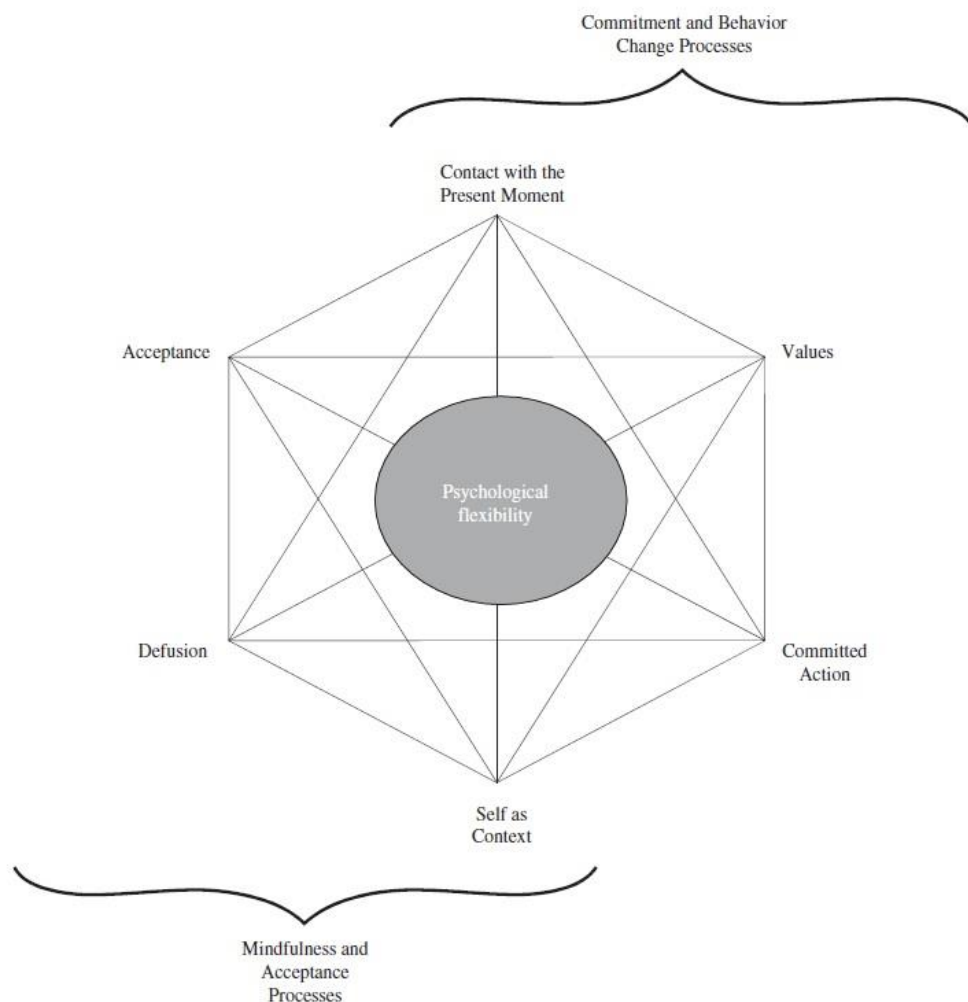 Commitment and Behavior
Change Processes
Contact with the
Present Moment
Acceptance
Values
Psychological
flexibility
Defusion
Committed
Action
Self as
Context
Mindfulness and
Acceptance
Processes